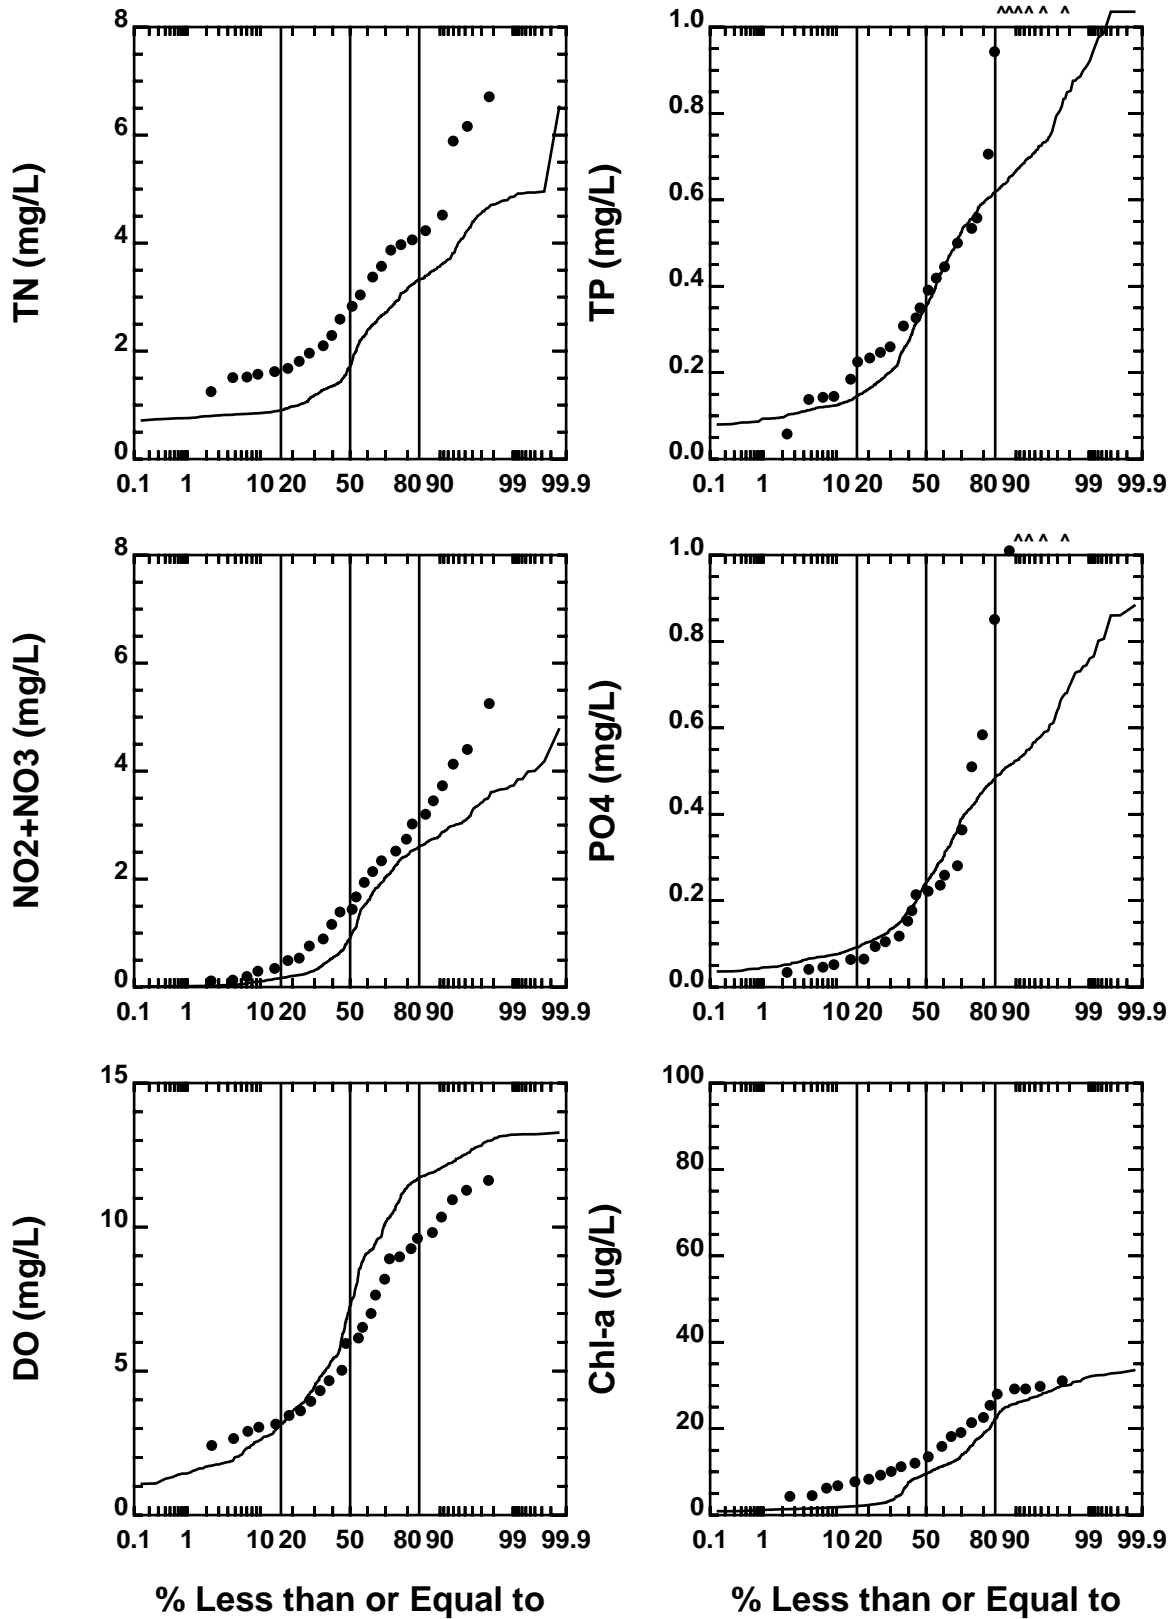 8
6
4
2
0
TN (mg/L)
0.1 1 10 20 50 80 90 99 99.9
^^^^ ^ ^
1.0
0.8
0.6
0.4
0.2
0.0
TP (mg/L)
0.1 1 10 20 50 80 90 99 99.9
8
6
4
2
0
NO2+NO3 (mg/L)
0.1 1 10 20 50 80 90 99 99.9
^^ ^ ^
1.0
0.8
0.6
0.4
0.2
0.0
PO4 (mg/L)
0.1 1 10 20 50 80 90 99 99.9
15
10
5
0
DO (mg/L)
0.1 1 10 20 50 80 90 99 99.9
% Less than or Equal to
100
80
60
40
20
0
Chl-a (ug/L)
0.1 1 10 20 50 80 90 99 99.9
% Less than or Equal to